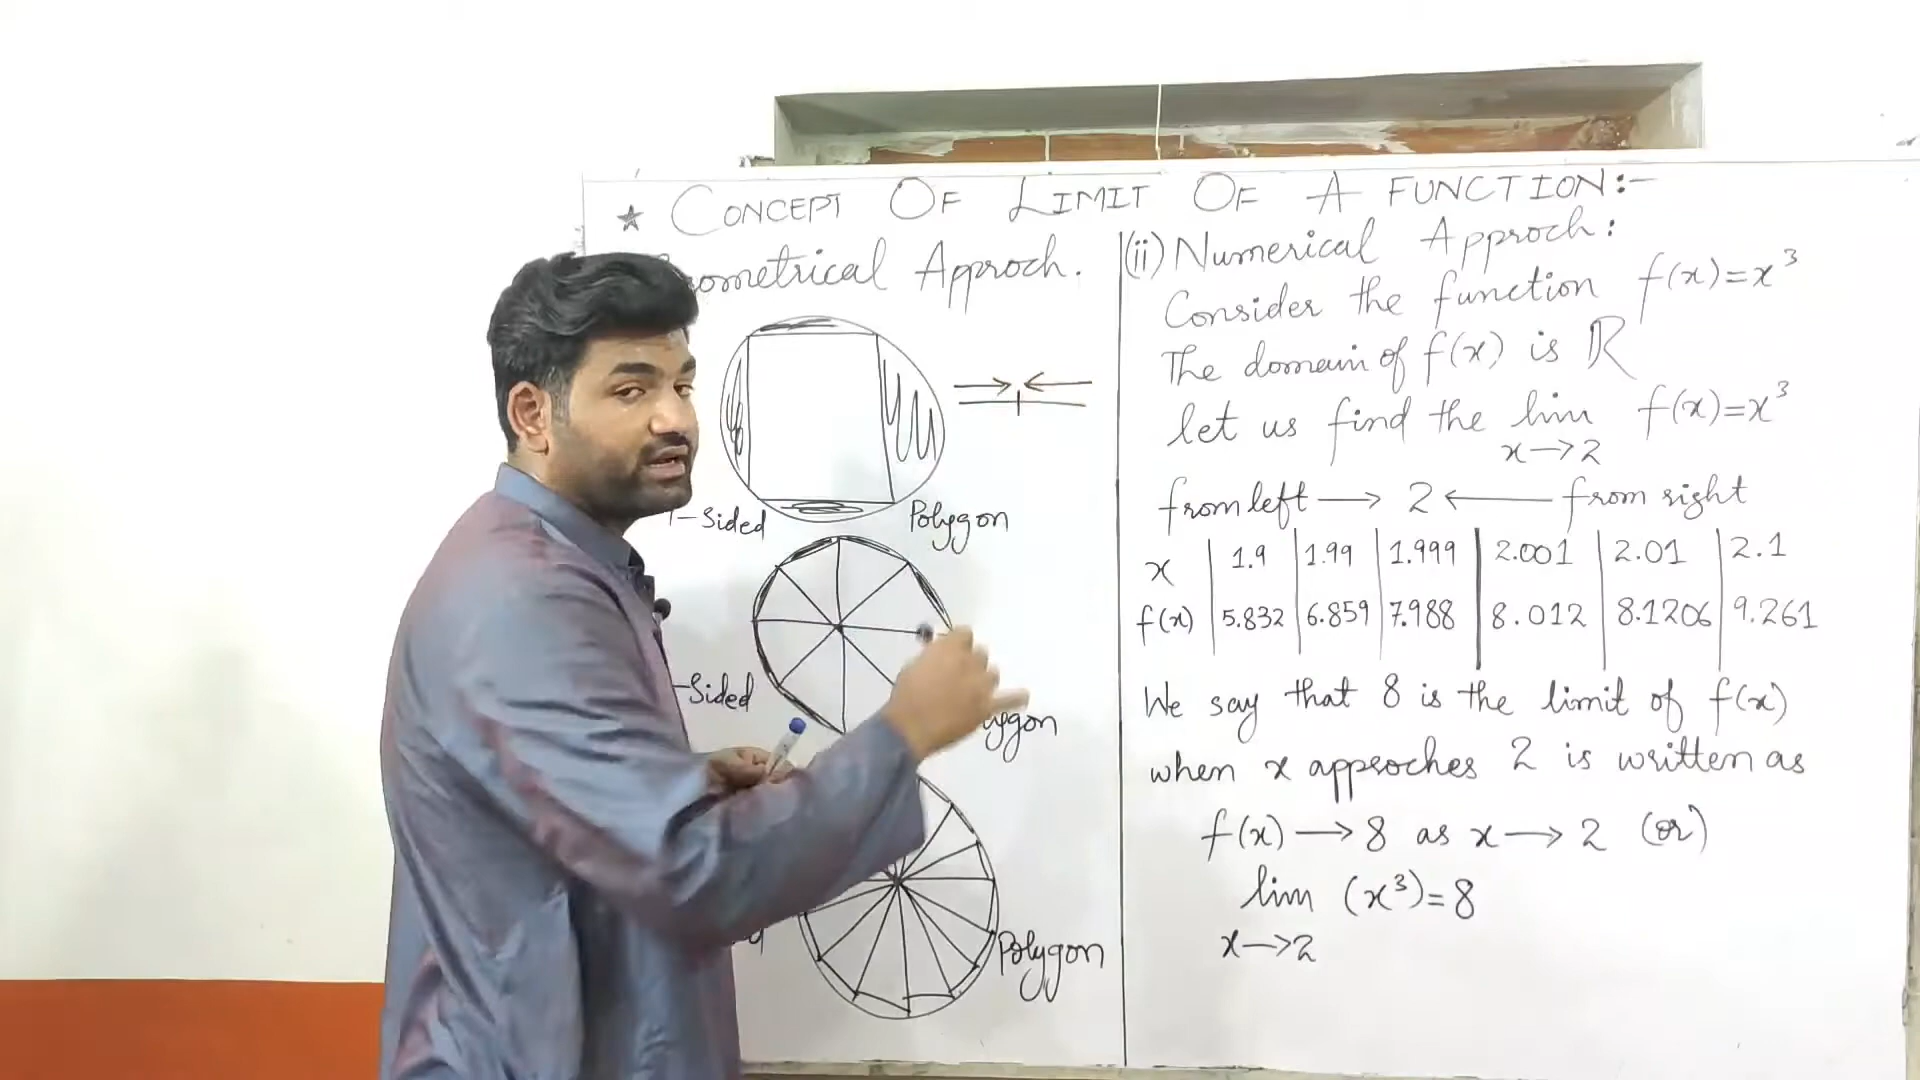 ★ CONCEPT OF LIMIT OF A FUNCTION:-
ometrical Approch.
-Sided Polygon
-Sided ygon
Polygon
(ii) Numerical Approch:
Consider the function f(x)=x³
The domain of f(x) is ℝ
let us find the lim f(x)=x³
x→2
from left → 2 ← from right
x | 1.9 | 1.99 | 1.999 | 2.001 | 2.01 | 2.1
f(x) | 5.832 | 6.859 | 7.988 | 8.012 | 8.1206 | 9.261
We say that 8 is the limit of f(x)
when x approches 2 is written as
f(x) → 8 as x → 2 (or)
lim (x³)=8
x→2